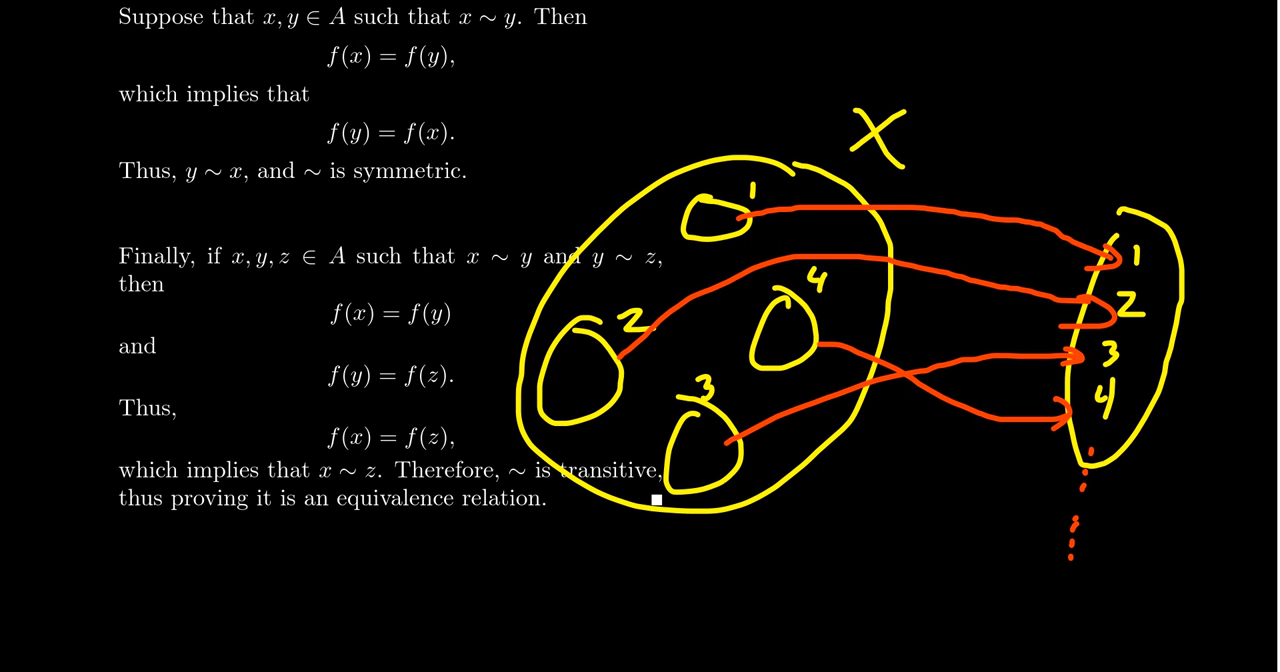 Suppose that x, y ∈ A such that x ∼ y. Then
f(x) = f(y),
which implies that
f(y) = f(x).
Thus, y ∼ x, and ∼ is symmetric.
Finally, if x, y, z ∈ A such that x ∼ y and y ∼ z,
then
f(x) = f(y)
and
f(y) = f(z).
Thus,
f(x) = f(z),
which implies that x ∼ z. Therefore, ∼ is transitive,
thus proving it is an equivalence relation.
X
1
2
3
4
1
2
3
4